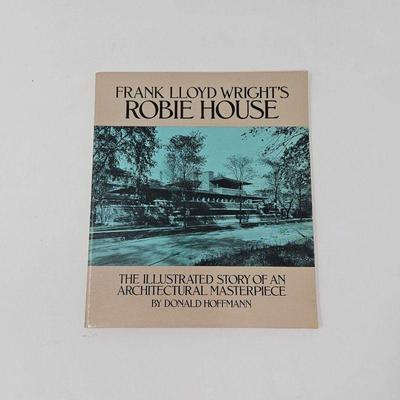 FRANK LLOYD WRIGHT'S
ROBIE HOUSE
THE ILLUSTRATED STORY OF AN
ARCHITECTURAL MASTERPIECE
BY DONALD HOFFMANN